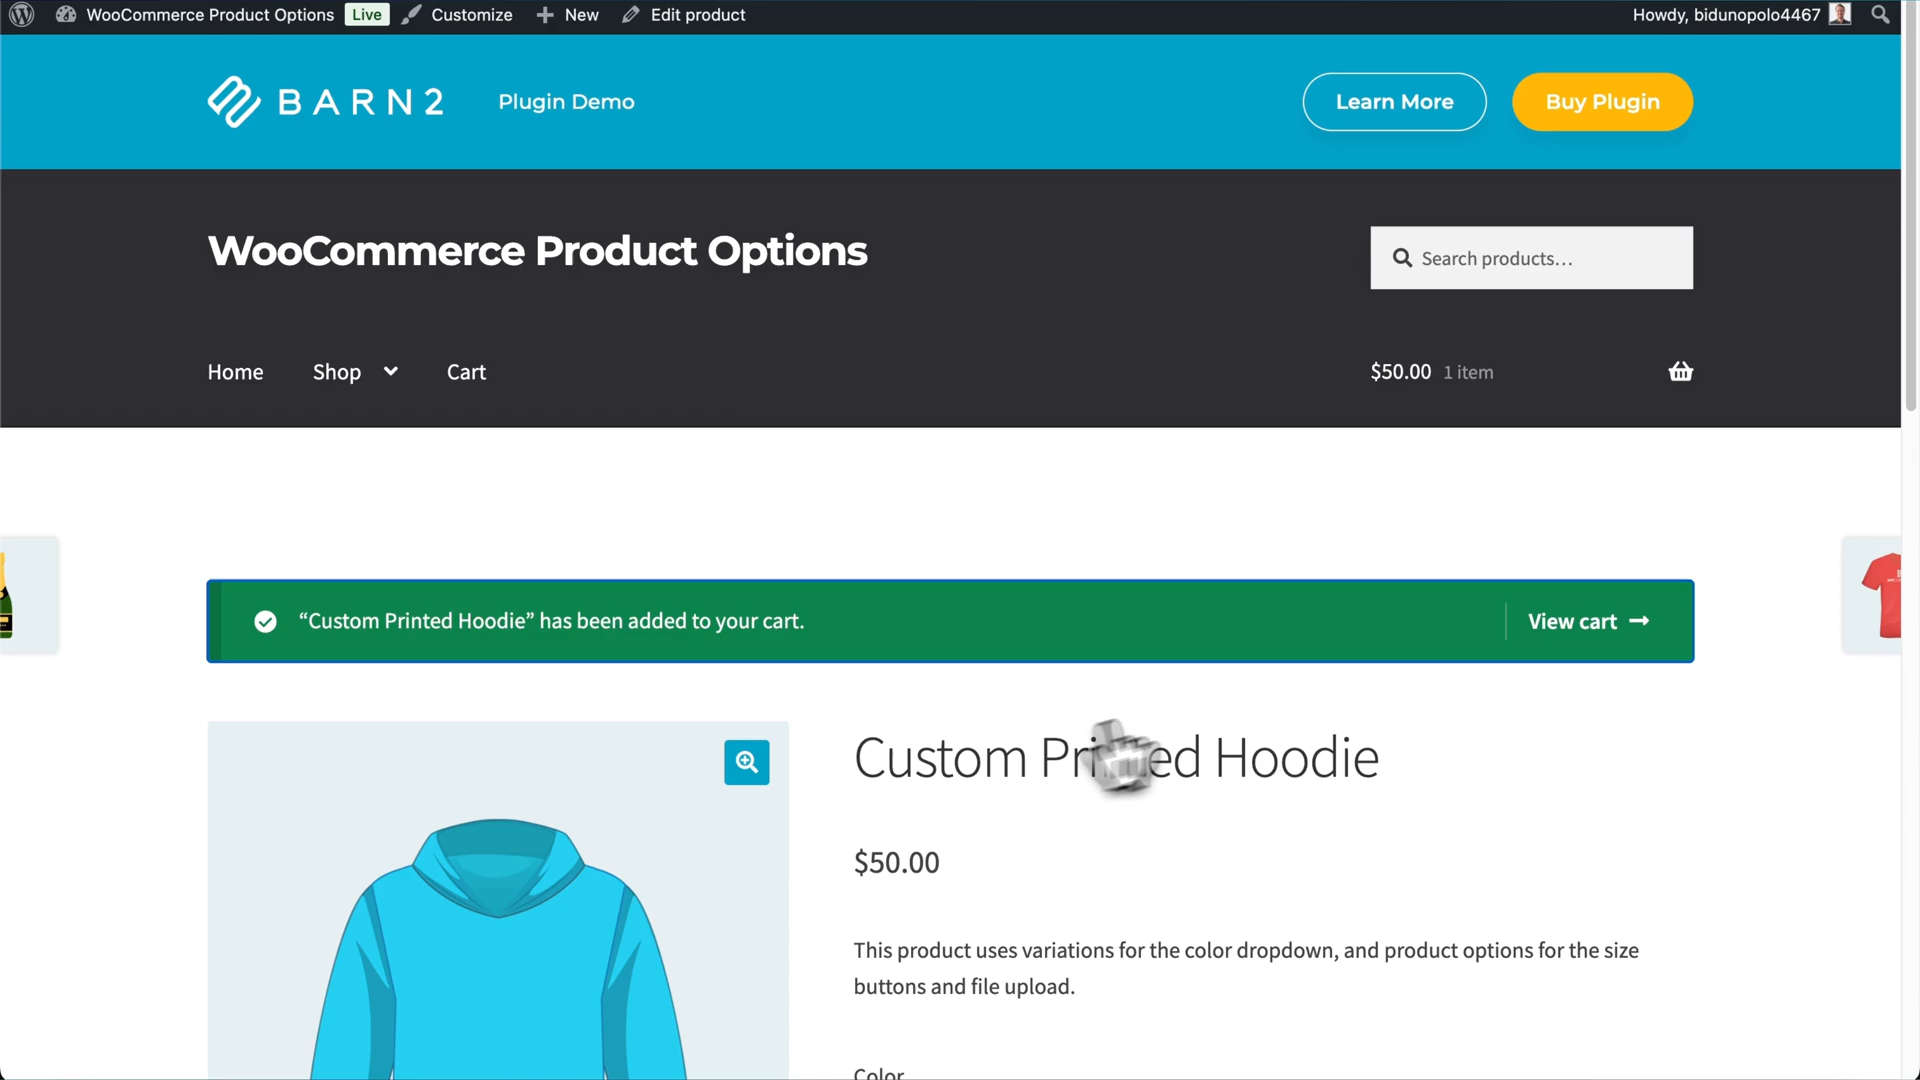 WooCommerce Product Options Live Customize New Edit product Howdy, bidunopolo4467
BARN2 Plugin Demo Learn More Buy Plugin
WooCommerce Product Options
Search products…
Home Shop Cart $50.00 1 item
“Custom Printed Hoodie” has been added to your cart. View cart →
Custom Printed Hoodie
$50.00
This product uses variations for the color dropdown, and product options for the size
buttons and file upload.
Color